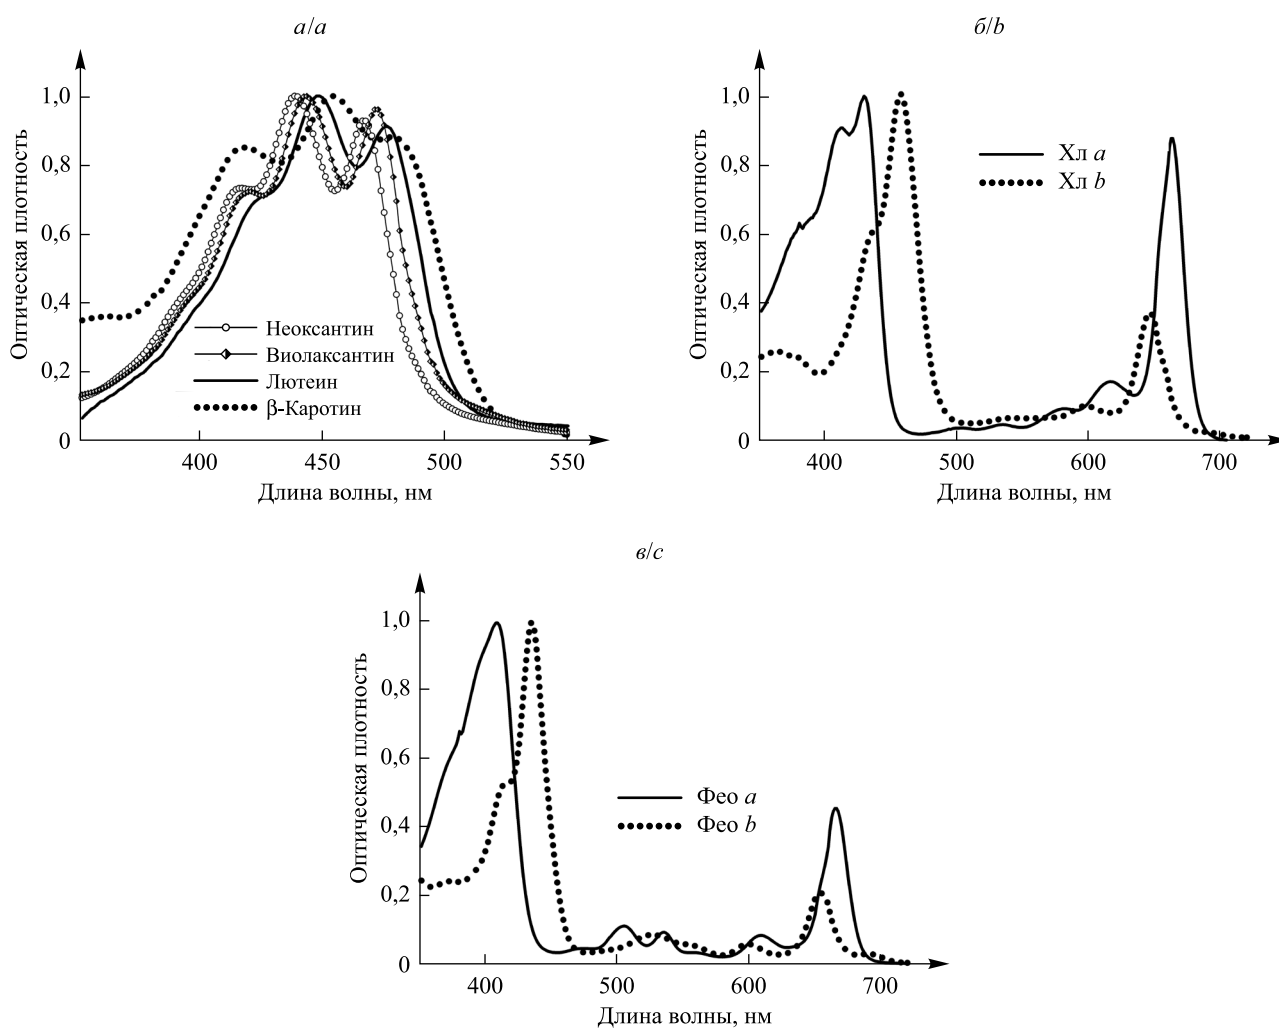 а/a
Оптическая плотность
1,0
0,8
0,6
0,4
0,2
0
Неоксантин
Виолаксантин
Лютеин
β-Каротин
400 450 500 550
Длина волны, нм
б/b
Оптическая плотность
1,0
0,8
0,6
0,4
0,2
0
Хл a
Хл b
400 500 600 700
Длина волны, нм
в/c
Оптическая плотность
1,0
0,8
0,6
0,4
0,2
0
Фео a
Фео b
400 500 600 700
Длина волны, нм